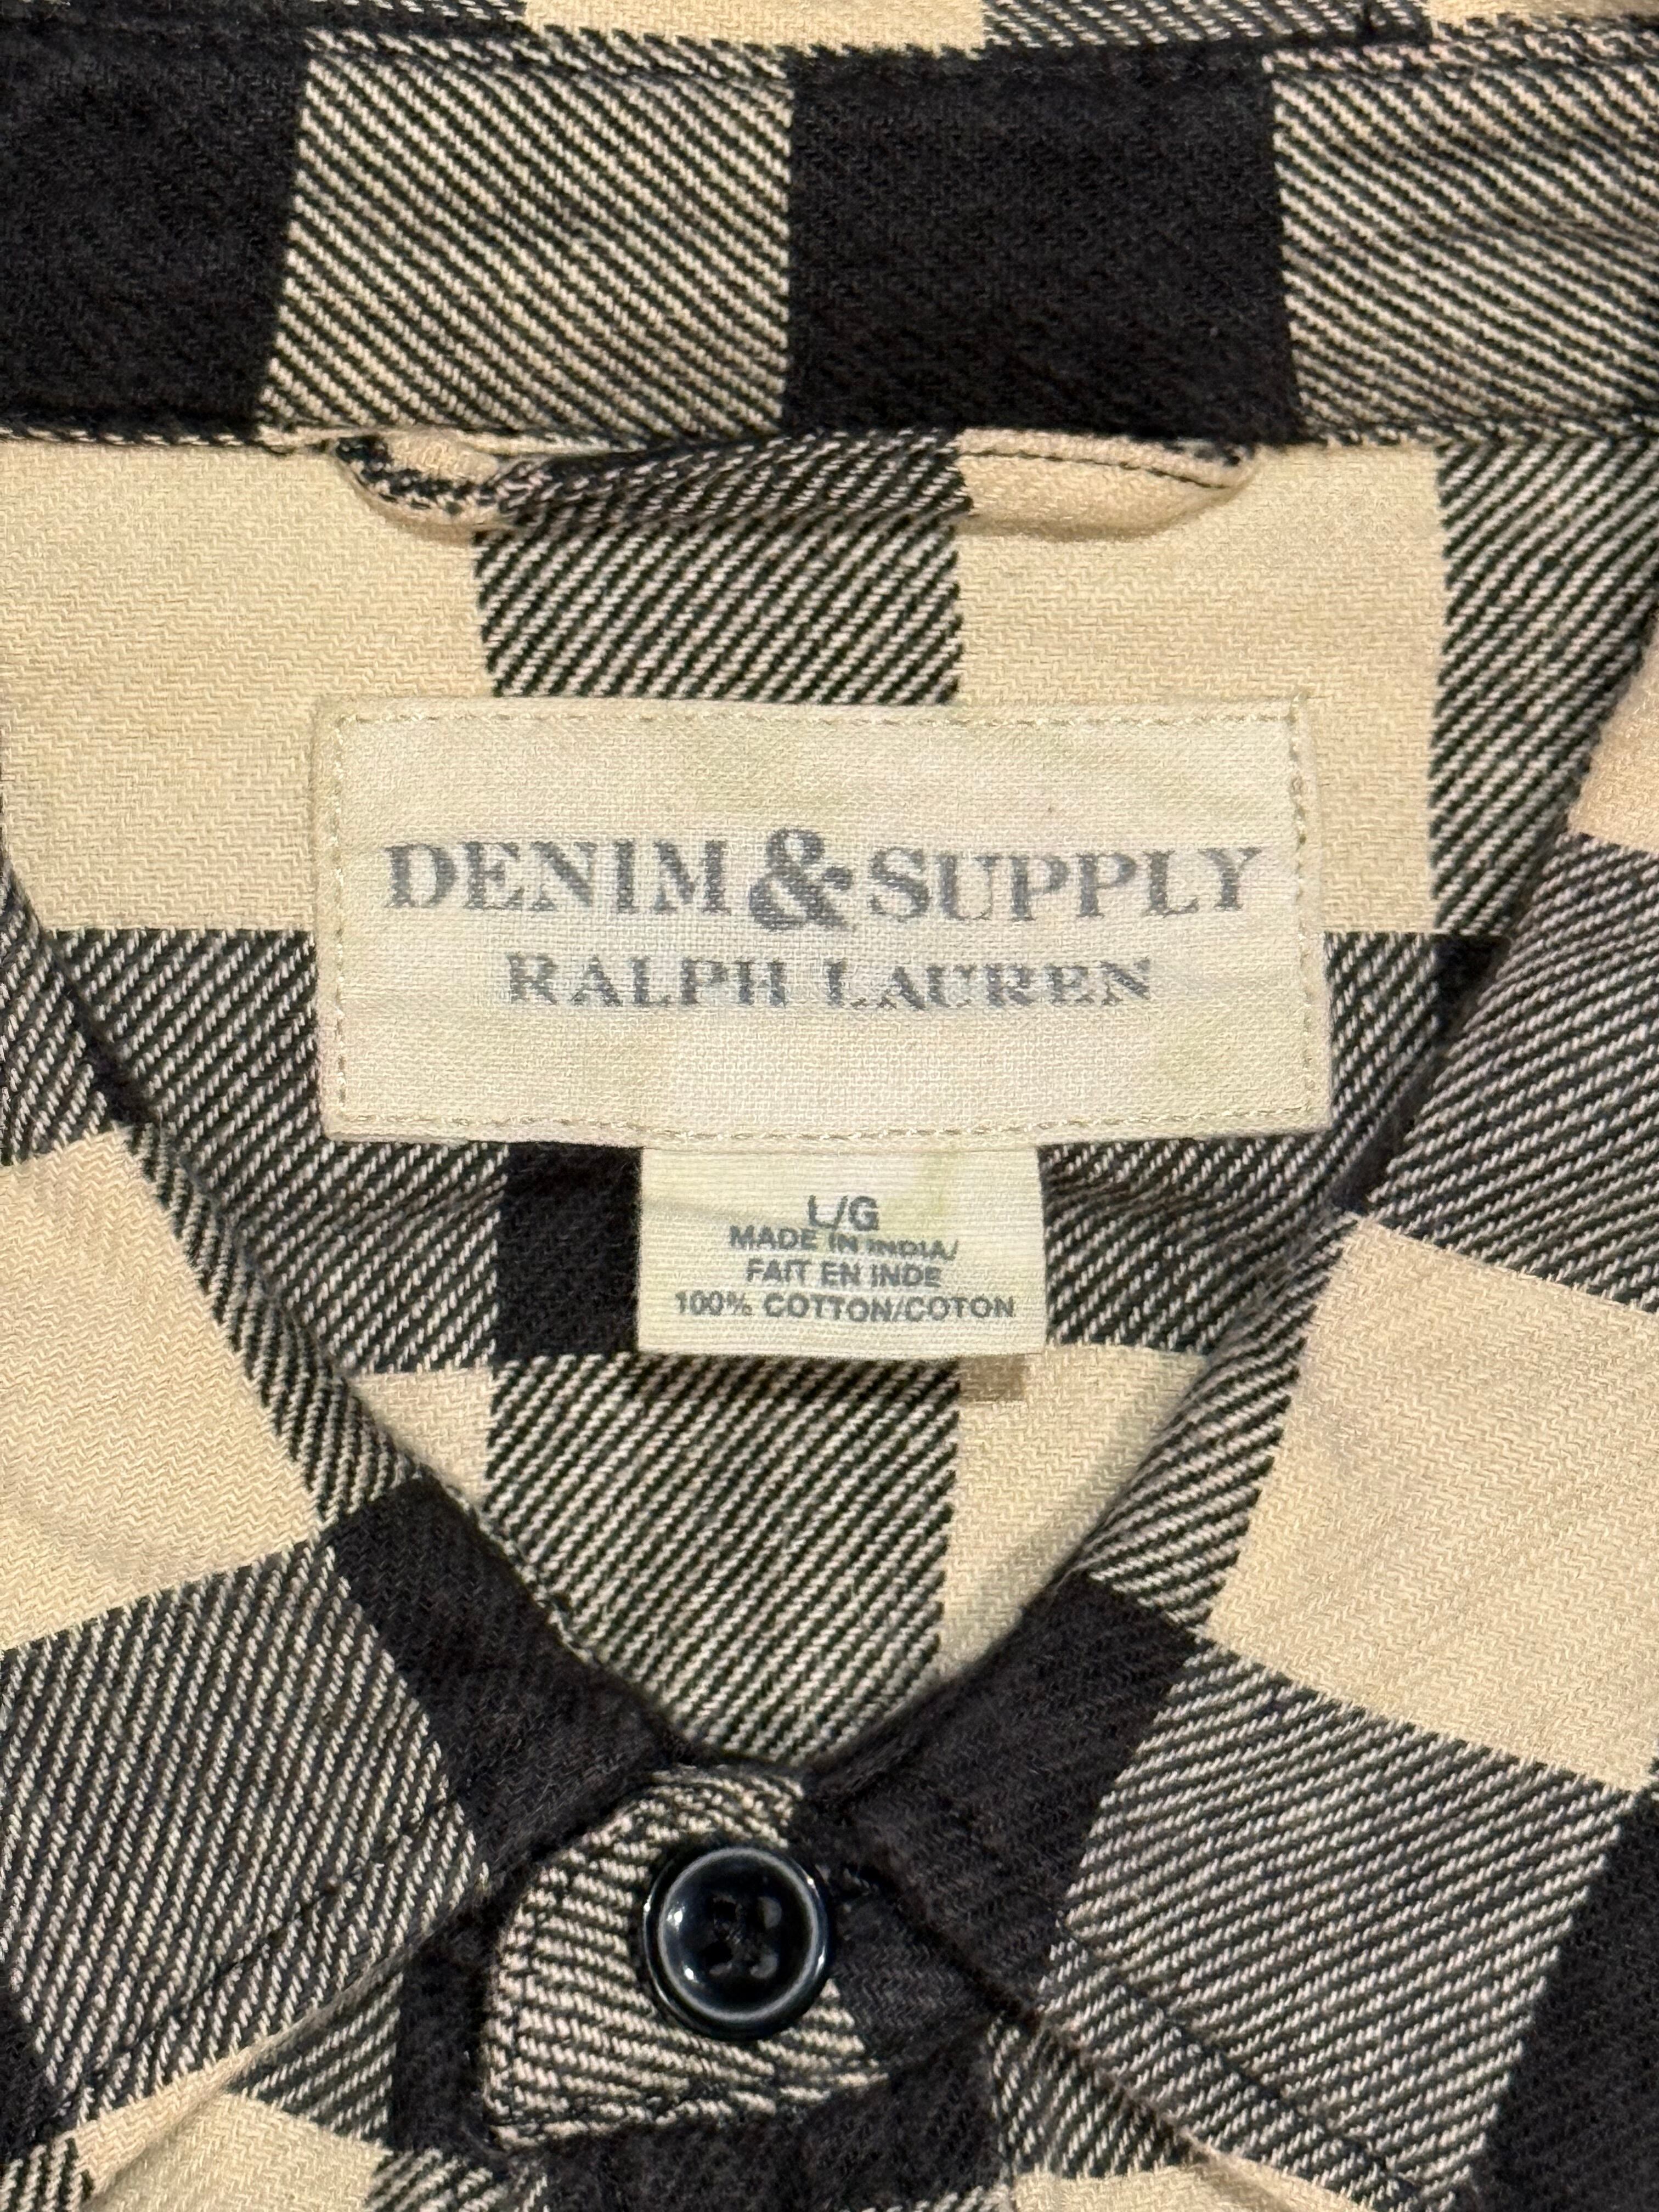 DENIM & SUPPLY
RALPH LAUREN
L/G
MADE IN INDIA/
FAIT EN INDE
100% COTTON/COTON